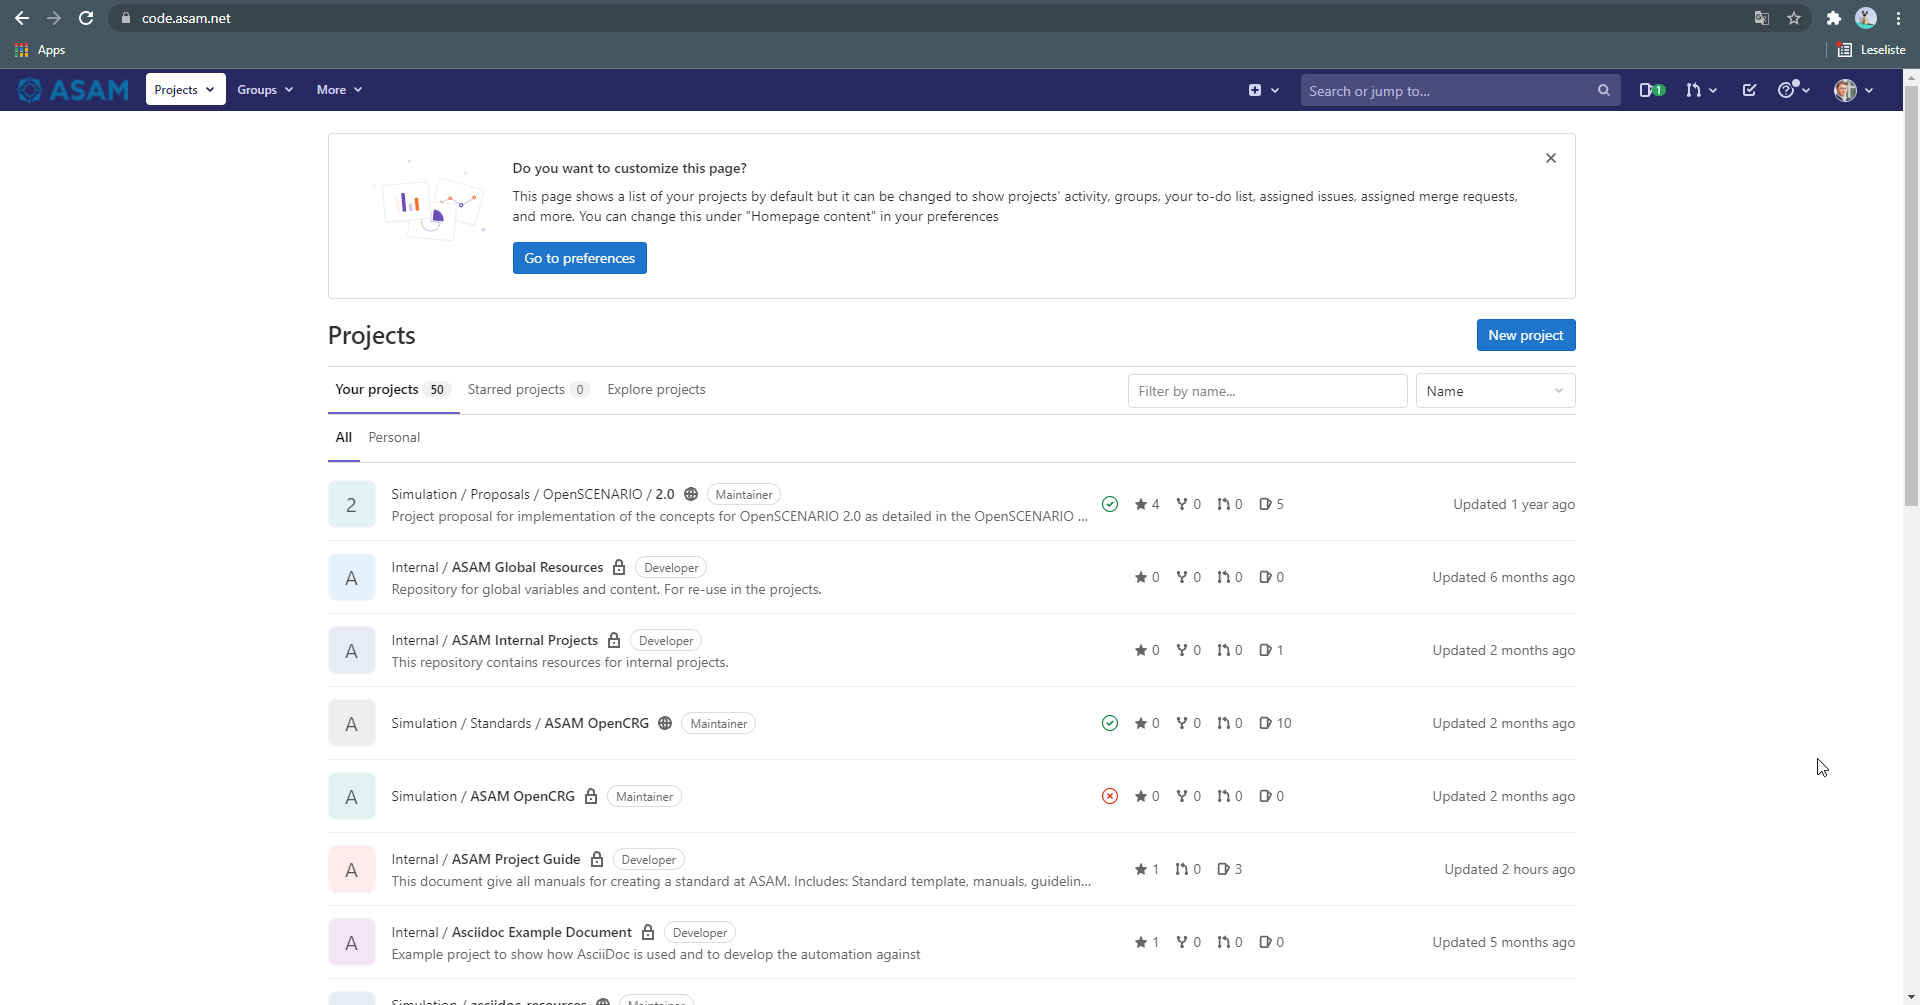 code.asam.net
Apps
Leseliste
ASAM
Projects
Groups
More
Search or jump to...
1
Do you want to customize this page?
This page shows a list of your projects by default but it can be changed to show projects' activity, groups, your to-do list, assigned issues, assigned merge requests,
and more. You can change this under "Homepage content" in your preferences
Go to preferences
Projects
New project
Your projects 50
Starred projects 0
Explore projects
Filter by name...
Name
All
Personal
2
Simulation / Proposals / OpenSCENARIO / 2.0 Maintainer
Project proposal for implementation of the concepts for OpenSCENARIO 2.0 as detailed in the OpenSCENARIO ...
4 0 0 5
Updated 1 year ago
A
Internal / ASAM Global Resources Developer
Repository for global variables and content. For re-use in the projects.
0 0 0 0
Updated 6 months ago
A
Internal / ASAM Internal Projects Developer
This repository contains resources for internal projects.
0 0 0 1
Updated 2 months ago
A
Simulation / Standards / ASAM OpenCRG Maintainer
0 0 0 10
Updated 2 months ago
A
Simulation / ASAM OpenCRG Maintainer
0 0 0 0
Updated 2 months ago
A
Internal / ASAM Project Guide Developer
This document give all manuals for creating a standard at ASAM. Includes: Standard template, manuals, guidelin...
1 0 3
Updated 2 hours ago
A
Internal / Asciidoc Example Document Developer
Example project to show how AsciiDoc is used and to develop the automation against
1 0 0 0
Updated 5 months ago
Simulation / asciidoc-resources Maintainer